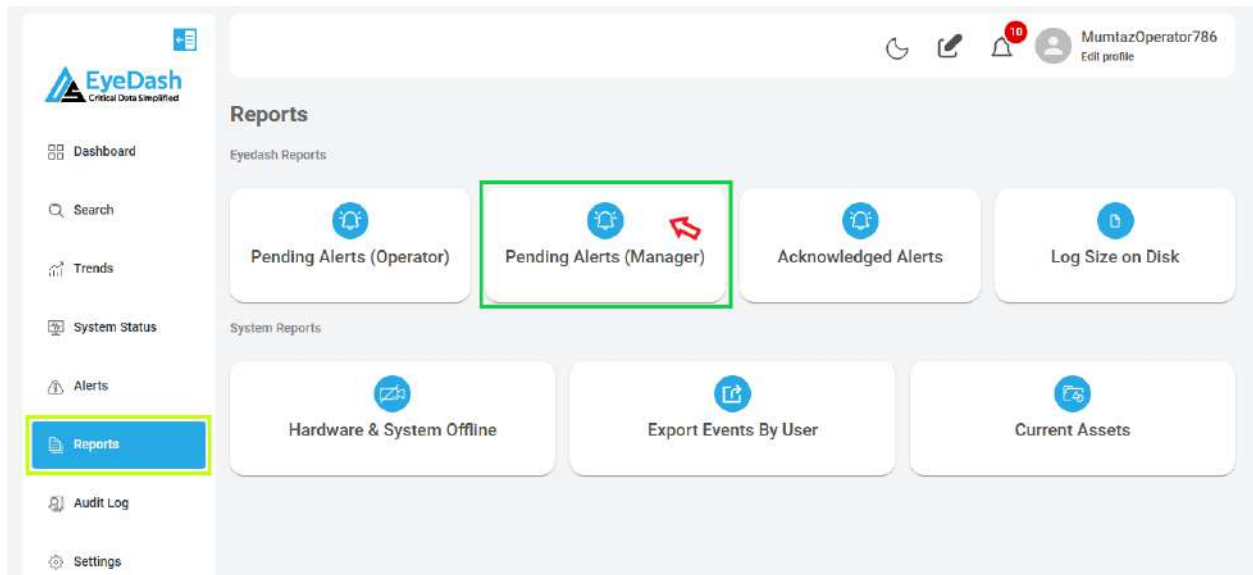 10
MumtazOperator786
Edit profile
EyeDash
Critical Data Simplified
Reports
Dashboard
Eyedash Reports
Search
Pending Alerts (Operator)
Pending Alerts (Manager)
Acknowledged Alerts
Log Size on Disk
Trends
System Status
System Reports
Alerts
Hardware & System Offline
Export Events By User
Current Assets
Reports
Audit Log
Settings